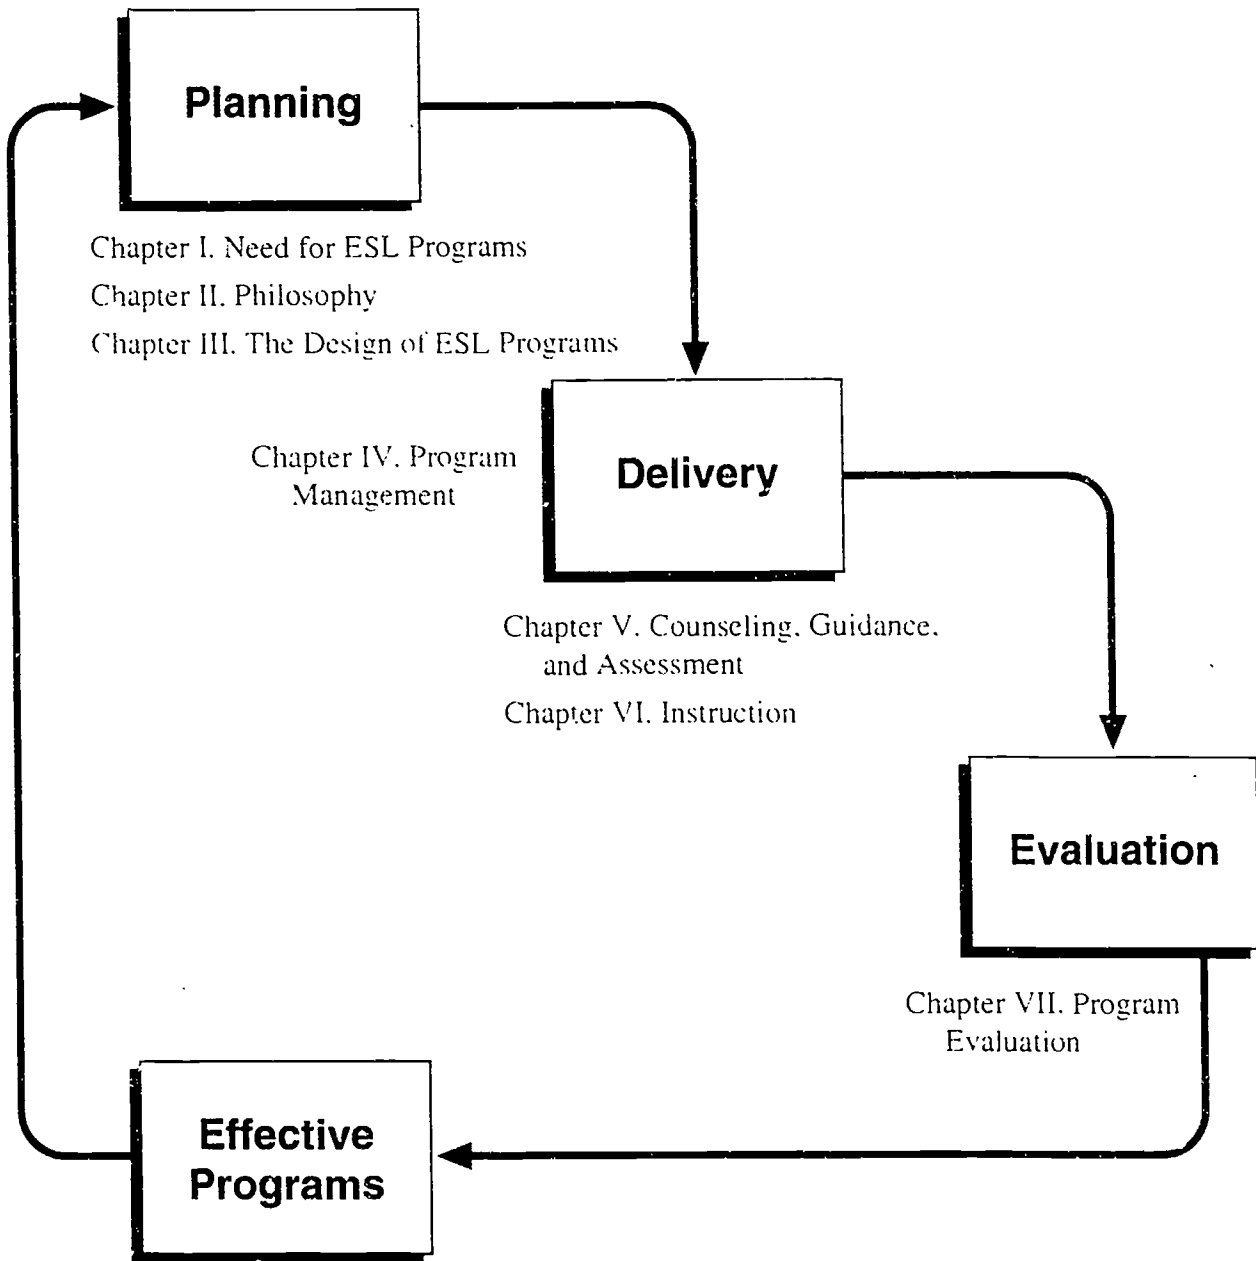 Planning
Chapter I. Need for ESL Programs
Chapter II. Philosophy
Chapter III. The Design of ESL Programs
Chapter IV. Program
Management
Delivery
Chapter V. Counseling, Guidance,
and Assessment
Chapter VI. Instruction
Evaluation
Chapter VII. Program
Evaluation
Effective
Programs